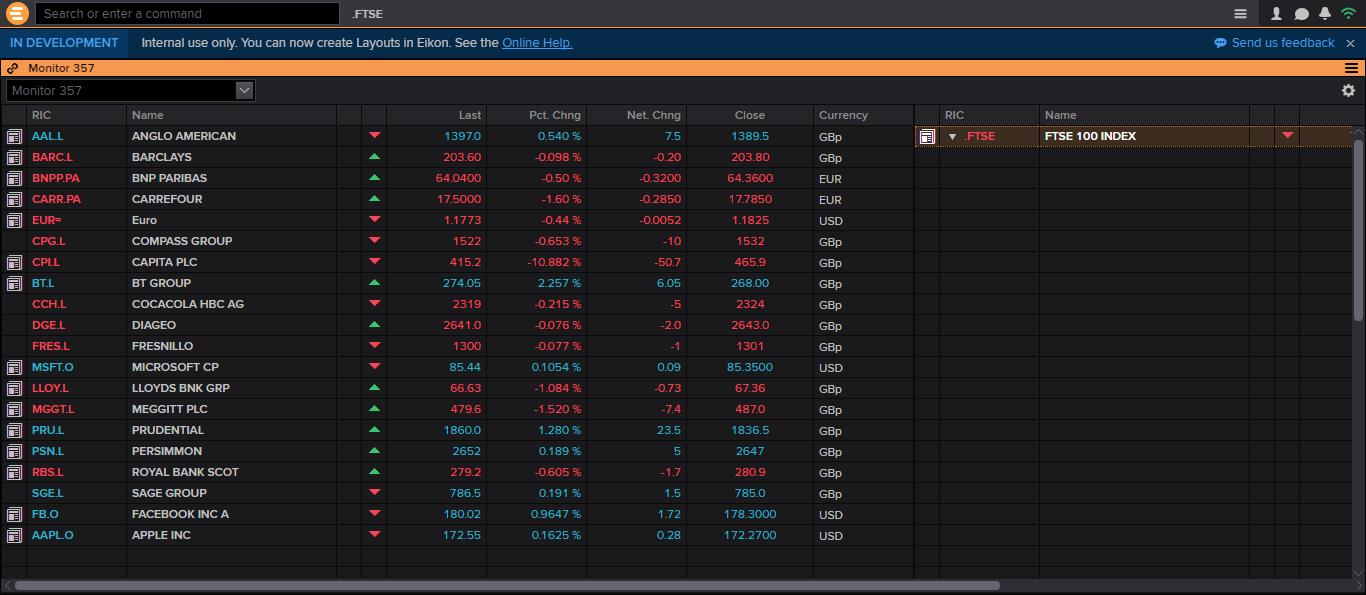 Search or enter a command .FTSE
IN DEVELOPMENT Internal use only. You can now create Layouts in Eikon. See the Online Help. Send us feedback
Monitor 357
Monitor 357
RIC Name Last Pct. Chng Net. Chng Close Currency RIC Name
AAL.L ANGLO AMERICAN 1397.0 0.540 % 7.5 1389.5 GBp .FTSE FTSE 100 INDEX
BARC.L BARCLAYS 203.60 -0.098 % -0.20 203.80 GBp
BNPP.PA BNP PARIBAS 64.0400 -0.50 % -0.3200 64.3600 EUR
CARR.PA CARREFOUR 17.5000 -1.60 % -0.2850 17.7850 EUR
EUR= Euro 1.1773 -0.44 % -0.0052 1.1825 USD
CPG.L COMPASS GROUP 1522 -0.653 % -10 1532 GBp
CPI.L CAPITA PLC 415.2 -10.882 % -50.7 465.9 GBp
BT.L BT GROUP 274.05 2.257 % 6.05 268.00 GBp
CCH.L COCACOLA HBC AG 2319 -0.215 % -5 2324 GBp
DGE.L DIAGEO 2641.0 -0.076 % -2.0 2643.0 GBp
FRES.L FRESNILLO 1300 -0.077 % -1 1301 GBp
MSFT.O MICROSOFT CP 85.44 0.1054 % 0.09 85.3500 USD
LLOY.L LLOYDS BNK GRP 66.63 -1.084 % -0.73 67.36 GBp
MGGT.L MEGGITT PLC 479.6 -1.520 % -7.4 487.0 GBp
PRU.L PRUDENTIAL 1860.0 1.280 % 23.5 1836.5 GBp
PSN.L PERSIMMON 2652 0.189 % 5 2647 GBp
RBS.L ROYAL BANK SCOT 279.2 -0.605 % -1.7 280.9 GBp
SGE.L SAGE GROUP 786.5 0.191 % 1.5 785.0 GBp
FB.O FACEBOOK INC A 180.02 0.9647 % 1.72 178.3000 USD
AAPL.O APPLE INC 172.55 0.1625 % 0.28 172.2700 USD